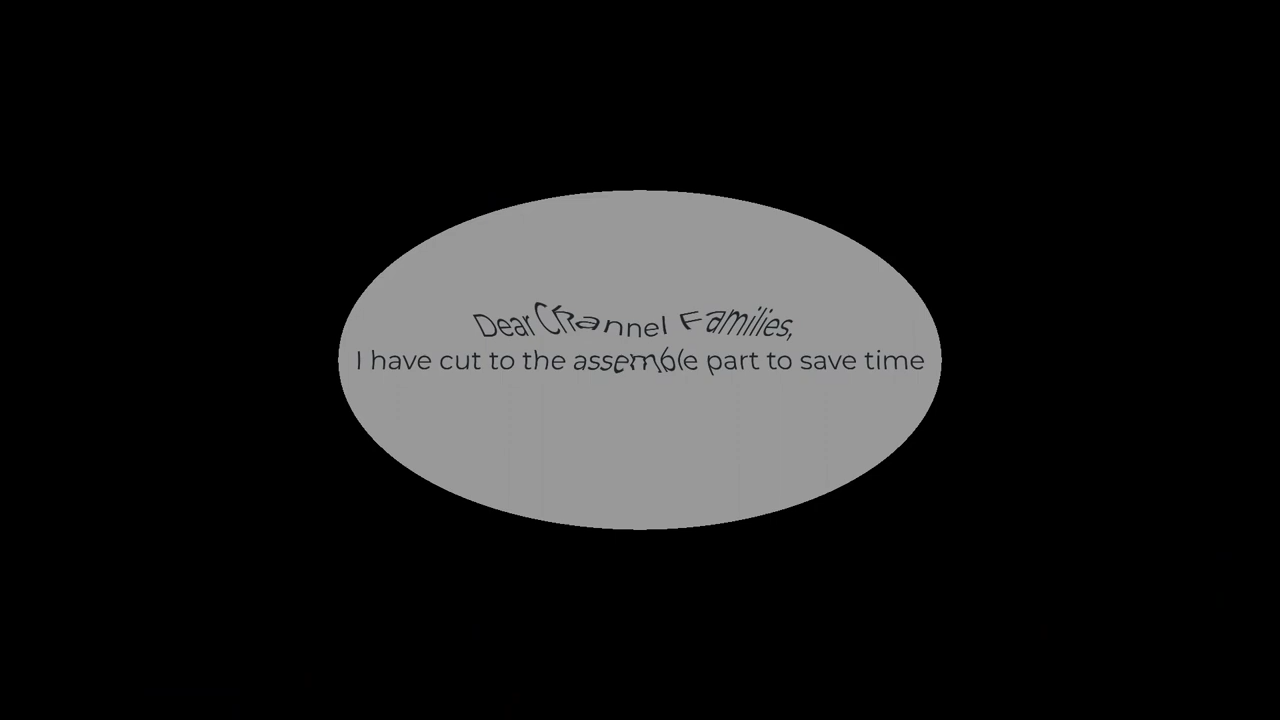 Dear Channel Families,
I have cut to the assemble part to save time